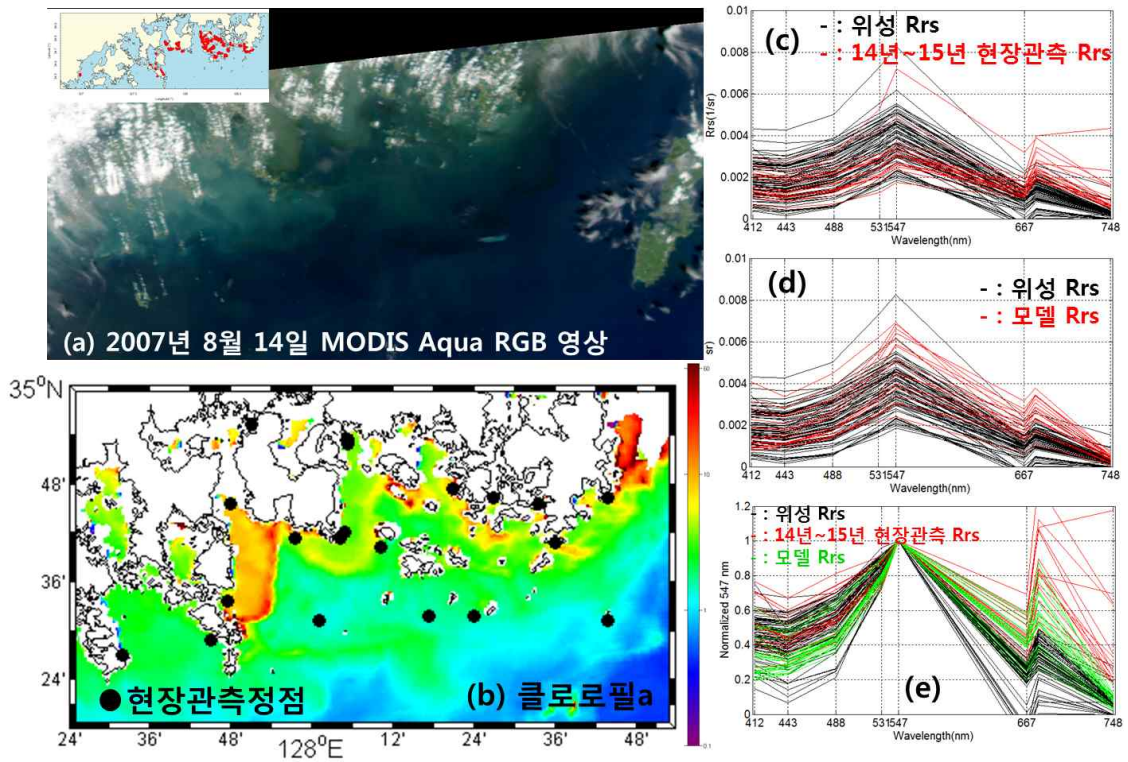 (a) 2007년 8월 14일 MODIS Aqua RGB 영상
35°N
48'
36'
24'
24' 36' 48' 128°E 12' 24' 36' 48'
60
10
1
0.1
●현장관측정점
(b) 클로로필a
(c)
- : 위성 Rrs
- : 14년~15년 현장관측 Rrs
Rrs(1/sr)
0.01
0.008
0.006
0.004
0.002
0
412 443 488 531547 667 748
Wavelength(nm)
(d)
- : 위성 Rrs
- : 모델 Rrs
sr)
0.01
0.008
0.006
0.004
0.002
0
412 443 488 531547 667 748
Wavelength(nm)
- : 위성 Rrs
- : 14년~15년 현장관측 Rrs
- : 모델 Rrs
Normalized 547 nm
1.2
1
0.8
0.6
0.4
0.2
0
(e)
412 443 488 531547 667 748
Wavelength(nm)